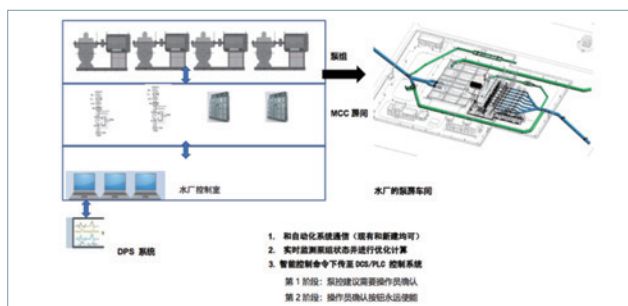 泵组
MCC 房间
水厂控制室
水厂的泵房车间
DPS 系统
1. 和自动化系统通信（现有和新建均可）
2. 实时监测泵组状态并进行优化计算
3. 智能控制命令下传至 DCS/PLC 控制系统
第 1 阶段：泵控建议需要操作员确认
第 2 阶段：操作员确认按钮永远使能